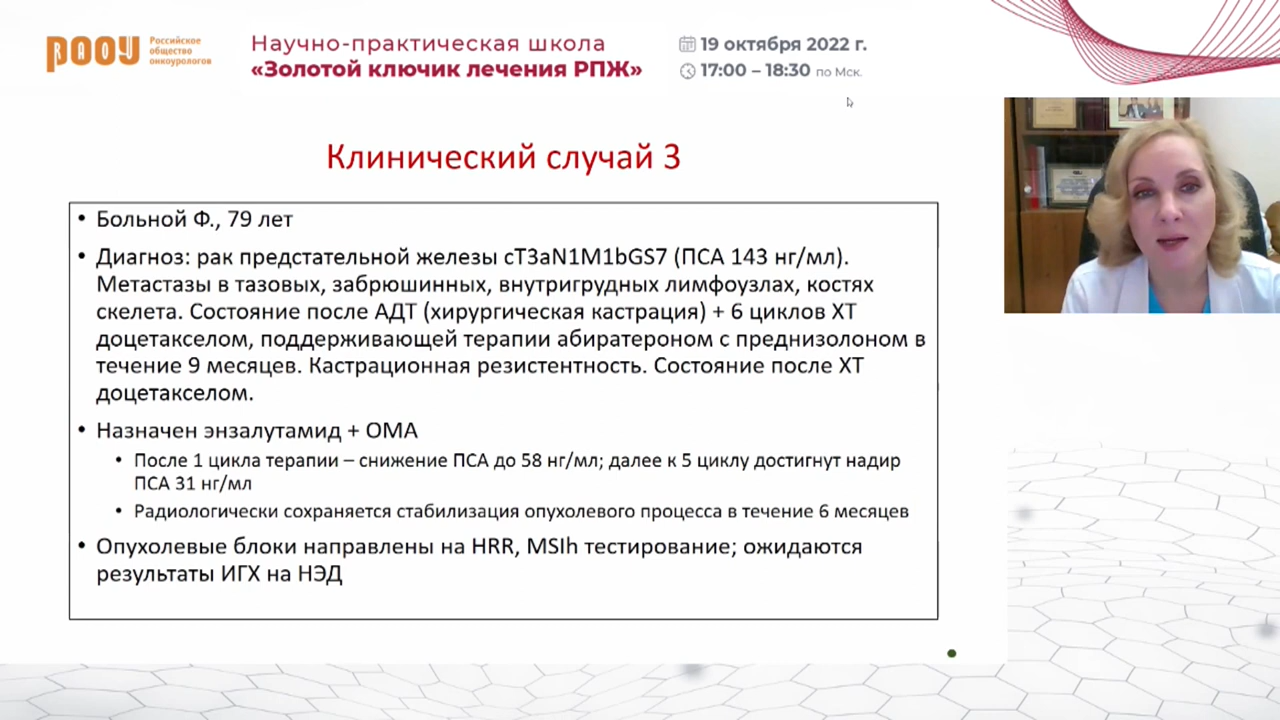 РАОУ
Российское
общество
онкоурологов
Научно-практическая школа
«Золотой ключик лечения РПЖ»
19 октября 2022 г.
17:00 – 18:30 по Мск.
Клинический случай 3
• Больной Ф., 79 лет
• Диагноз: рак предстательной железы cT3aN1M1bGS7 (ПСА 143 нг/мл).
Метастазы в тазовых, забрюшинных, внутригрудных лимфоузлах, костях
скелета. Состояние после АДТ (хирургическая кастрация) + 6 циклов ХТ
доцетакселом, поддерживающей терапии абиратероном с преднизолоном в
течение 9 месяцев. Кастрационная резистентность. Состояние после ХТ
доцетакселом.
• Назначен энзалутамид + ОМА
• После 1 цикла терапии – снижение ПСА до 58 нг/мл; далее к 5 циклу достигнут надир
ПСА 31 нг/мл
• Радиологически сохраняется стабилизация опухолевого процесса в течение 6 месяцев
• Опухолевые блоки направлены на HRR, MSIh тестирование; ожидаются
результаты ИГХ на НЭД